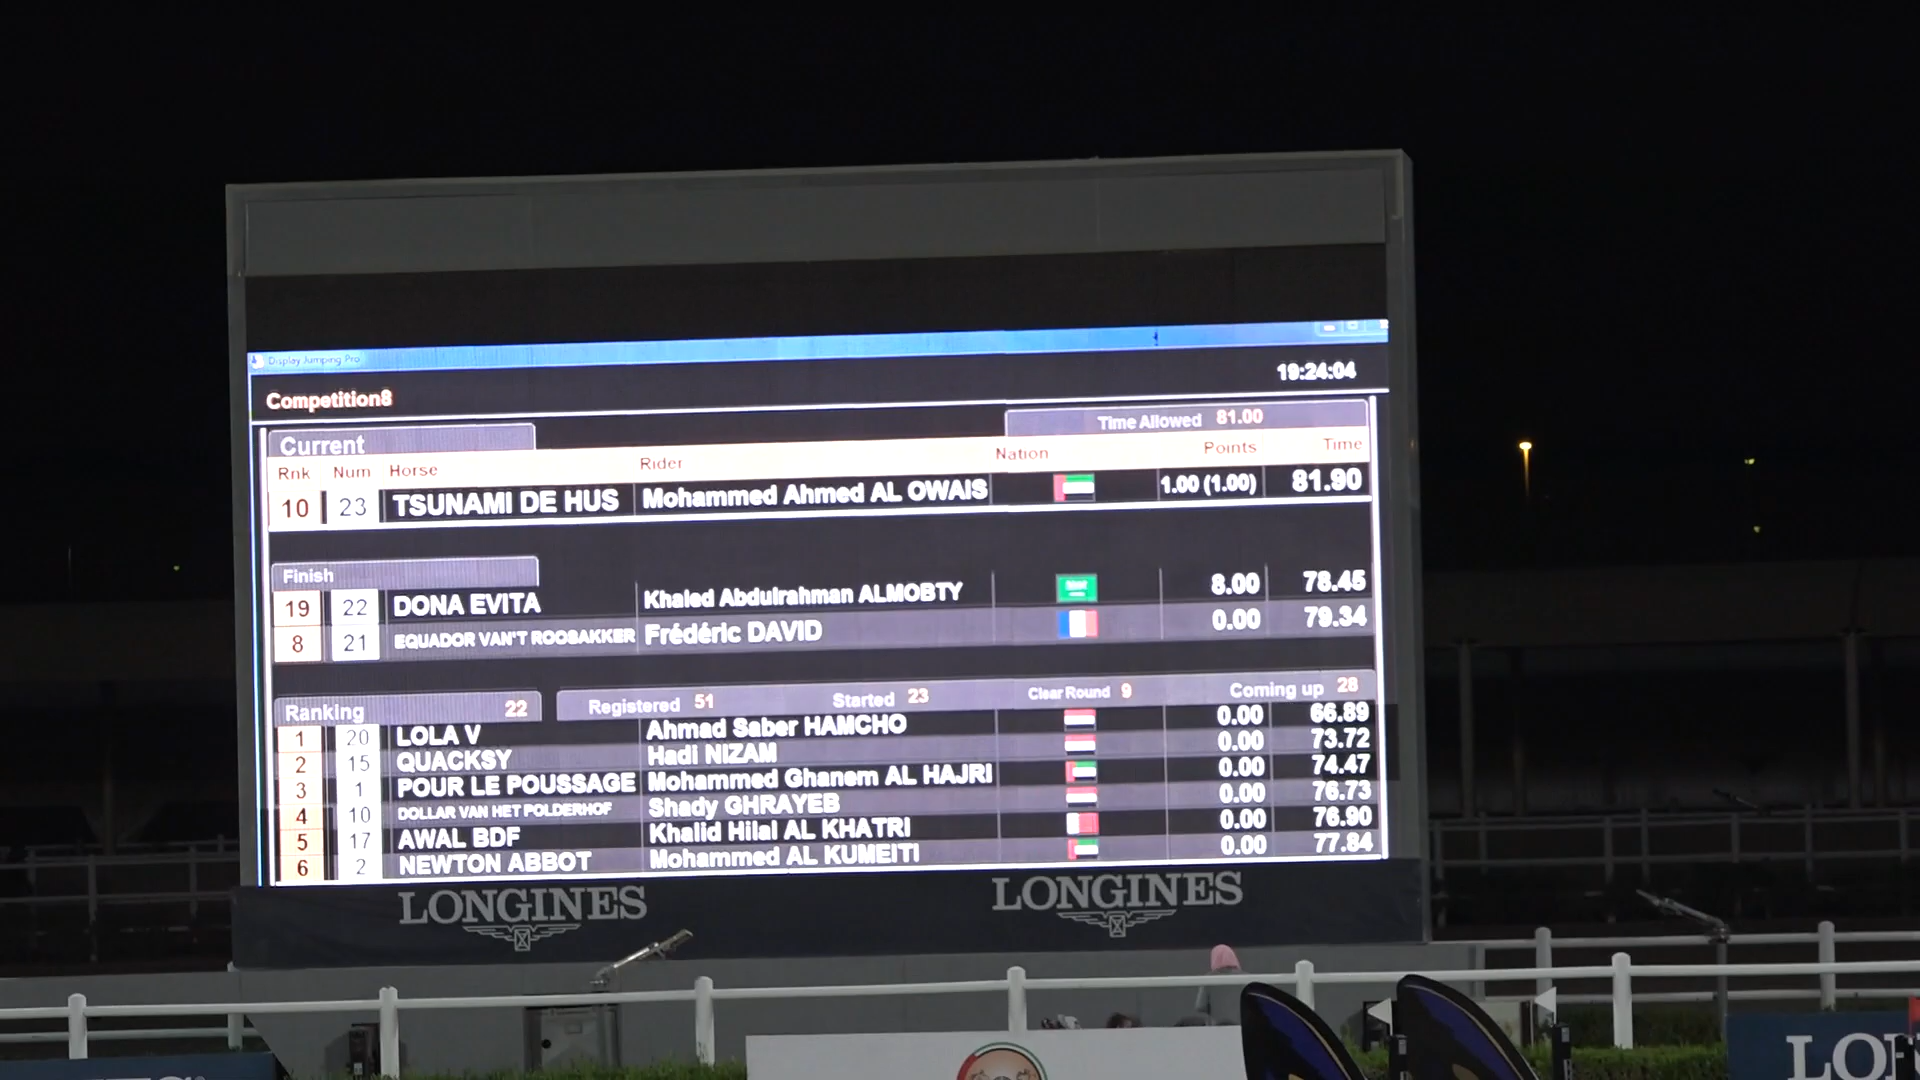 Display Jumping Pro
19:24:04
Competition8
Time Allowed 81.00
Current
Rnk Num Horse Rider Nation Points Time
10 23 TSUNAMI DE HUS Mohammed Ahmed AL OWAIS 1.00 (1.00) 81.90
Finish
19 22 DONA EVITA Khaled Abdulrahman ALMOBTY 8.00 78.45
8 21 EQUADOR VAN'T ROOSAKKER Frédéric DAVID 0.00 79.34
Ranking 22 Registered 51 Started 23 Clear Round 9 Coming up 28
1 20 LOLA V Ahmad Saber HAMCHO 0.00 66.89
2 15 QUACKSY Hadi NIZAM 0.00 73.72
3 1 POUR LE POUSSAGE Mohammed Ghanem AL HAJRI 0.00 74.47
4 10 DOLLAR VAN HET POLDERHOF Shady GHRAYEB 0.00 76.73
5 17 AWAL BDF Khalid Hilal AL KHATRI 0.00 76.90
6 2 NEWTON ABBOT Mohammed AL KUMEITI 0.00 77.84
LONGINES LONGINES
LO